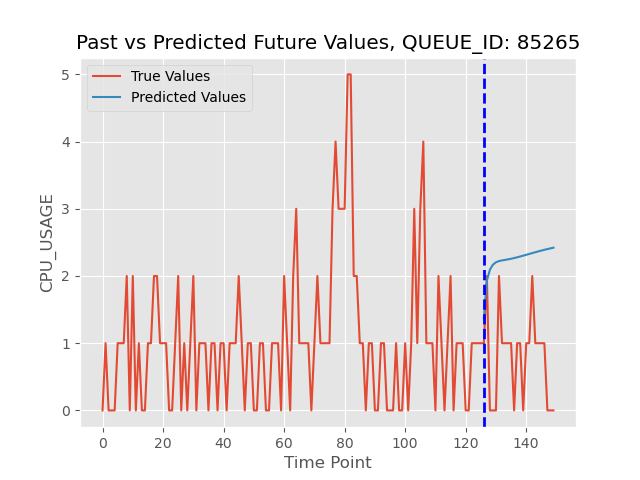 Past vs Predicted Future Values, QUEUE_ID: 85265
True Values
Predicted Values
5
4
3
2
1
0
CPU_USAGE
0 20 40 60 80 100 120 140
Time Point